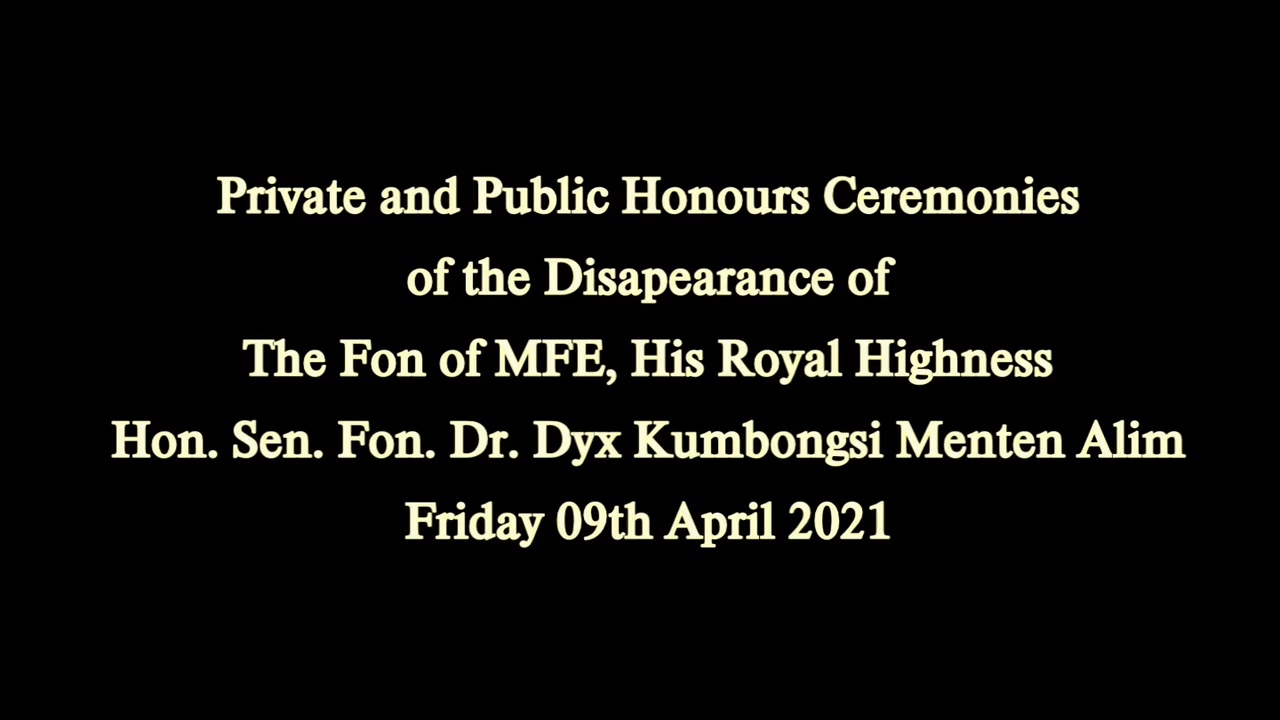 Private and Public Honours Ceremonies
of the Disapearance of
The Fon of MFE, His Royal Highness
Hon. Sen. Fon. Dr. Dyx Kumbongsi Menten Alim
Friday 09th April 2021